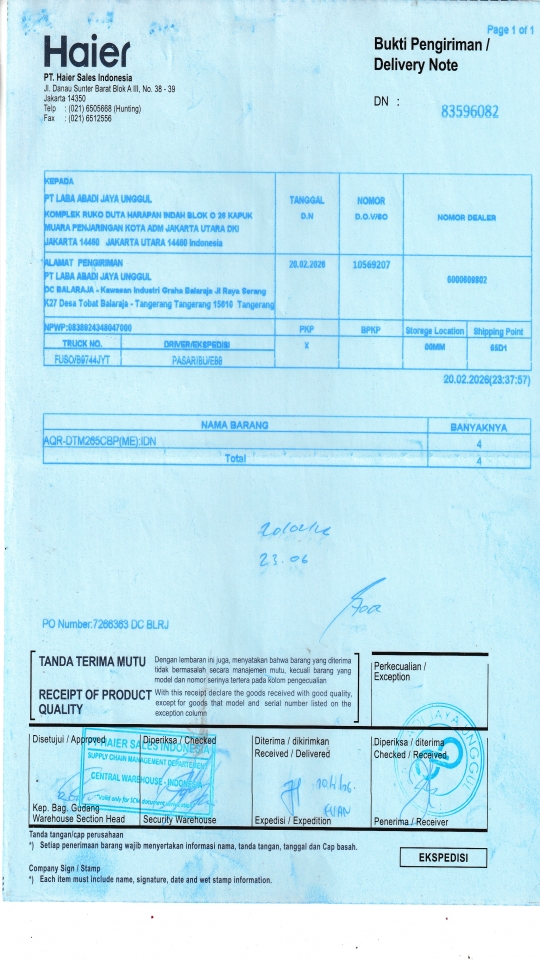 Page 1 of 1
Haier
Bukti Pengiriman /
Delivery Note
PT. Haier Sales Indonesia
Jl. Danau Sunter Barat Blok A III, No. 38 - 39
Jakarta 14350
Telp : (021) 6505668 (Hunting)
Fax : (021) 6512556
DN : 83596082
KEPADA
PT LABA ABADI JAYA UNGGUL
KOMPLEK RUKO DUTA HARAPAN INDAH BLOK O 26 KAPUK
MUARA PENJARINGAN KOTA ADM JAKARTA UTARA DKI
JAKARTA 14460 JAKARTA UTARA 14460 Indonesia
TANGGAL
D.N
NOMOR
D.O.V/SO
NOMOR DEALER
ALAMAT PENGIRIMAN
PT LABA ABADI JAYA UNGGUL
DC BALARAJA - Kawasan Industri Graha Balaraja Jl Raya Serang
K27 Desa Tobat Balaraja - Tangerang Tangerang 15610 Tangerang
20.02.2026
10569207
NPWP:
PKP
BPKP
Storege Location
Shipping Point
TRUCK NO.
DRIVER/EKSPEDISI
X
00MM
65D1
FUSO/B9744JYT
PASARIBU/EBB
20.02.2026(23:37:57)
NAMA BARANG
BANYAKNYA
AQR-DTM265CBP(ME):IDN
4
Total
4
23.06
PO Number:7266363 DC BLRJ
TANDA TERIMA MUTU
Dengan lembaran ini juga, menyatakan bahwa barang yang diterima
tidak bermasalah secara manajemen mutu, kecuali barang yang
model dan nomor serinya tertera pada kolom pengecualian
RECEIPT OF PRODUCT
QUALITY
With this receipt declare the goods received with good quality,
except for goods that model and serial number listed on the
exception column
Perkecualian /
Exception
Disetujui / Approved
Diperiksa / Checked
Diterima / dikirimkan
Received / Delivered
Diperiksa / diterima
Checked / Received
HAIER SALES INDONESIA
SUPPLY CHAIN MANAGEMENT DEPARTEMENT
CENTRAL WAREHOUSE - INDONESIA
*Valid only for SCM document
JAYA UNGGUL
Kep. Bag. Gudang
Warehouse Section Head
Security Warehouse
Expedisi / Expedition
Penerima / Receiver
Tanda tangan/cap perusahaan
*) Setiap penerimaan barang wajib menyertakan informasi nama, tanda tangan, tanggal dan Cap basah.
EKSPEDISI
Company Sign / Stamp
*) Each item must include name, signature, date and wet stamp information.